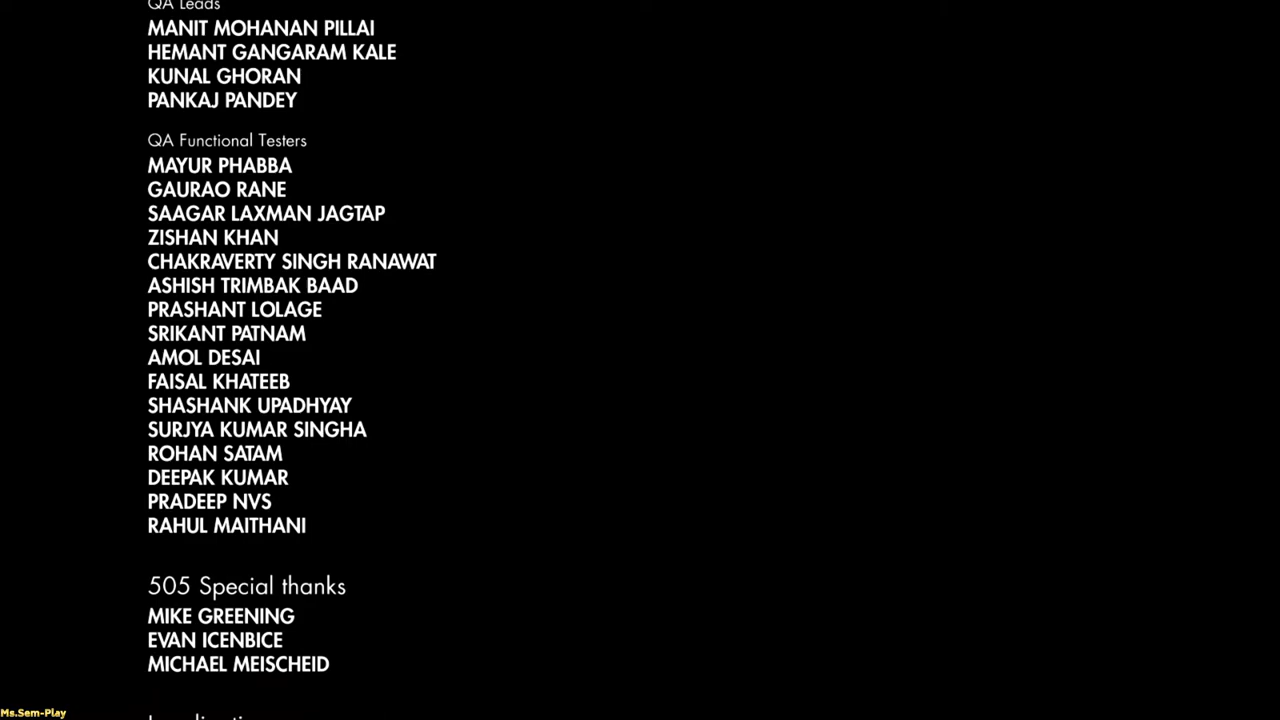 QA Leads
MANIT MOHANAN PILLAI
HEMANT GANGARAM KALE
KUNAL GHORAN
PANKAJ PANDEY
QA Functional Testers
MAYUR PHABBA
GAURAO RANE
SAAGAR LAXMAN JAGTAP
ZISHAN KHAN
CHAKRAVERTY SINGH RANAWAT
ASHISH TRIMBAK BAAD
PRASHANT LOLAGE
SRIKANT PATNAM
AMOL DESAI
FAISAL KHATEEB
SHASHANK UPADHYAY
SURJYA KUMAR SINGHA
ROHAN SATAM
DEEPAK KUMAR
PRADEEP NVS
RAHUL MAITHANI
505 Special thanks
MIKE GREENING
EVAN ICENBICE
MICHAEL MEISCHEID
Ms.Sem-Play